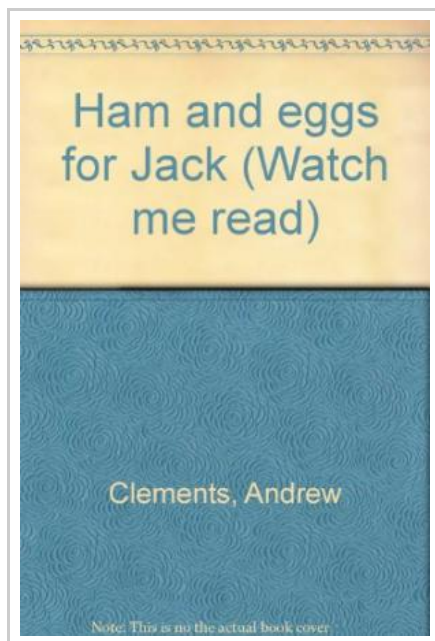 Ham and eggs
for Jack (Watch
me read)
Clements, Andrew
Note: This is no the actual book cover